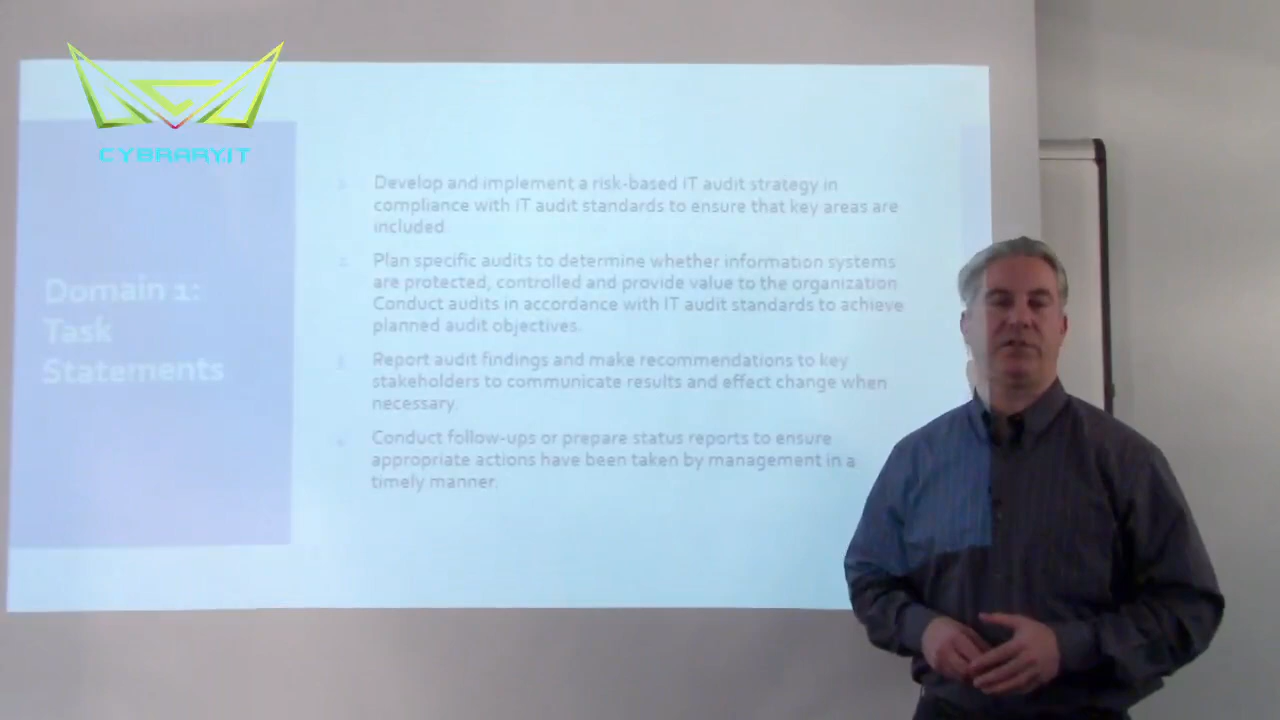 CYBRARY.IT
Domain 1:
Task
Statements
Develop and implement a risk-based IT audit strategy in
compliance with IT audit standards to ensure that key areas are
included.
Plan specific audits to determine whether information systems
are protected, controlled and provide value to the organization.
Conduct audits in accordance with IT audit standards to achieve
planned audit objectives.
Report audit findings and make recommendations to key
stakeholders to communicate results and effect change when
necessary.
Conduct follow-ups or prepare status reports to ensure
appropriate actions have been taken by management in a
timely manner.